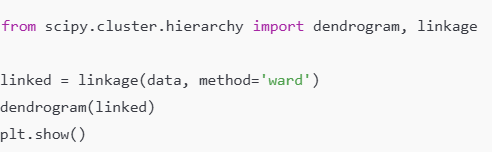 from scipy.cluster.hierarchy import dendrogram, linkage
linked = linkage(data, method='ward')
dendrogram(linked)
plt.show()